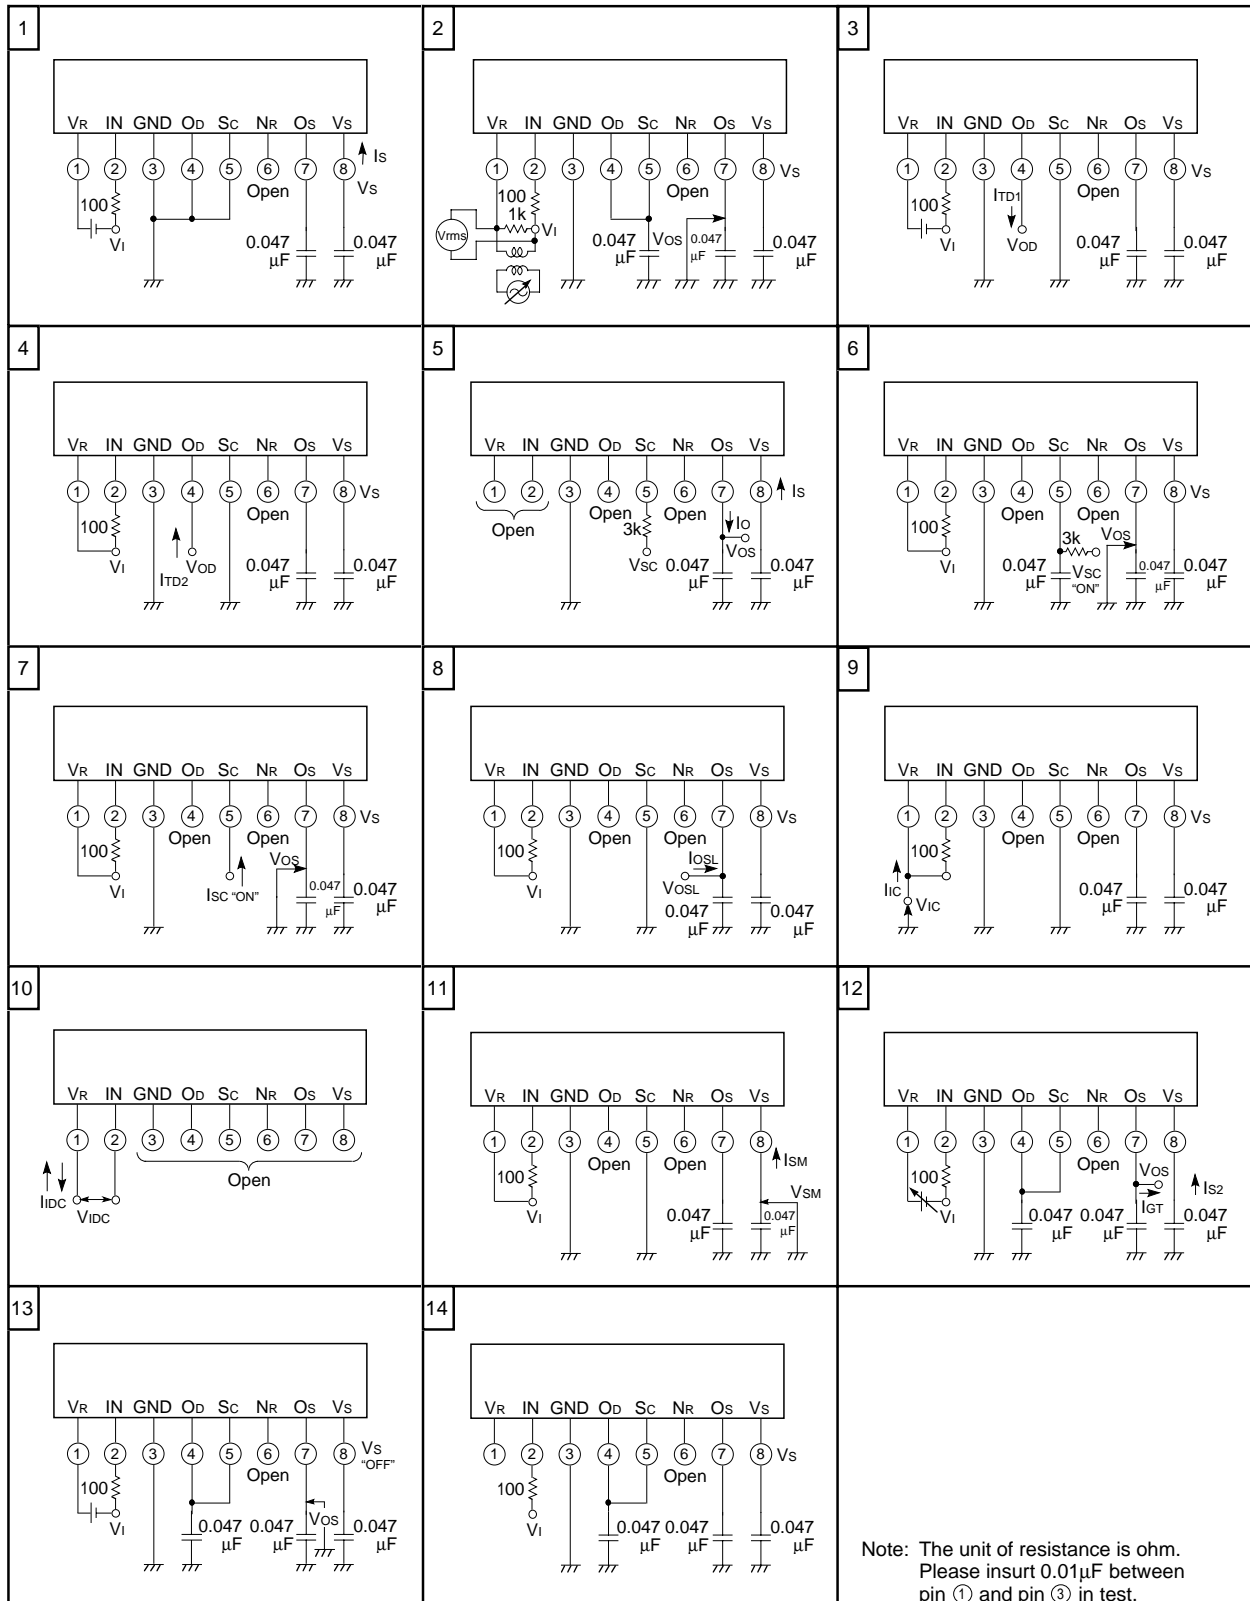 1
VR IN GND OD SC NR OS VS
1 2 3 4 5 6 7 8
IS
VS
Open
100
VI
0.047 μF
0.047 μF
2
VR IN GND OD SC NR OS VS
1 2 3 4 5 6 7 8 VS
Open
100
1k
Vrms
VI
0.047 μF
VOS
0.047 μF
0.047 μF
3
VR IN GND OD SC NR OS VS
1 2 3 4 5 6 7 8 VS
Open
100
ITD1
VI
VOD
0.047 μF
0.047 μF
4
VR IN GND OD SC NR OS VS
1 2 3 4 5 6 7 8 VS
Open
100
VI
ITD2
VOD
0.047 μF
0.047 μF
5
VR IN GND OD SC NR OS VS
1 2 3 4 5 6 7 8
IS
Open
Open
Open
3k
IO
VOS
VSC
0.047 μF
0.047 μF
6
VR IN GND OD SC NR OS VS
1 2 3 4 5 6 7 8 VS
Open
Open
100
VI
3k
VOS
0.047 μF
VSC
“ON”
0.047 μF
0.047 μF
7
VR IN GND OD SC NR OS VS
1 2 3 4 5 6 7 8 VS
Open
Open
100
VI
VOS
ISC “ON”
0.047 μF
0.047 μF
8
VR IN GND OD SC NR OS VS
1 2 3 4 5 6 7 8 VS
Open
Open
100
VI
IOSL
VOSL
0.047 μF
0.047 μF
9
VR IN GND OD SC NR OS VS
1 2 3 4 5 6 7 8 VS
Open
Open
100
IIC
VIC
0.047 μF
0.047 μF
10
VR IN GND OD SC NR OS VS
1 2 3 4 5 6 7 8
Open
IIDC
VIDC
11
VR IN GND OD SC NR OS VS
1 2 3 4 5 6 7 8
Open
Open
ISM
100
VI
VSM
0.047 μF
0.047 μF
12
VR IN GND OD SC NR OS VS
1 2 3 4 5 6 7 8
Open
100
VI
VOS
IGT
IS2
0.047 μF
0.047 μF
0.047 μF
13
VR IN GND OD SC NR OS VS
1 2 3 4 5 6 7 8 VS
“OFF”
Open
100
VI
VOS
0.047 μF
0.047 μF
0.047 μF
14
VR IN GND OD SC NR OS VS
1 2 3 4 5 6 7 8 VS
Open
100
VI
0.047 μF
0.047 μF
0.047 μF
Note: The unit of resistance is ohm.
Please insurt 0.01μF between
pin ① and pin ③ in test.